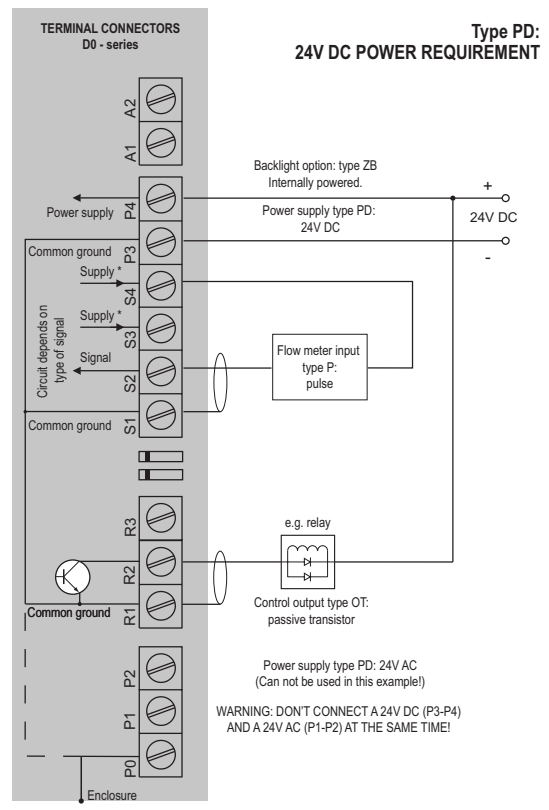 TERMINAL CONNECTORS
D0 - series
Type PD:
24V DC POWER REQUIREMENT
A2
A1
Backlight option: type ZB
Internally powered.
P4
Power supply
+
Power supply type PD:
24V DC
24V DC
P3
Common ground
-
Supply *
S4
Supply *
S3
Circuit depends on
type of signal
Signal
S2
Flow meter input
type P:
pulse
Common ground
S1
R3
e.g. relay
R2
Common ground
R1
Control output type OT:
passive transistor
P2
Power supply type PD: 24V AC
(Can not be used in this example!)
P1
WARNING: DON'T CONNECT A 24V DC (P3-P4)
AND A 24V AC (P1-P2) AT THE SAME TIME!
P0
Enclosure